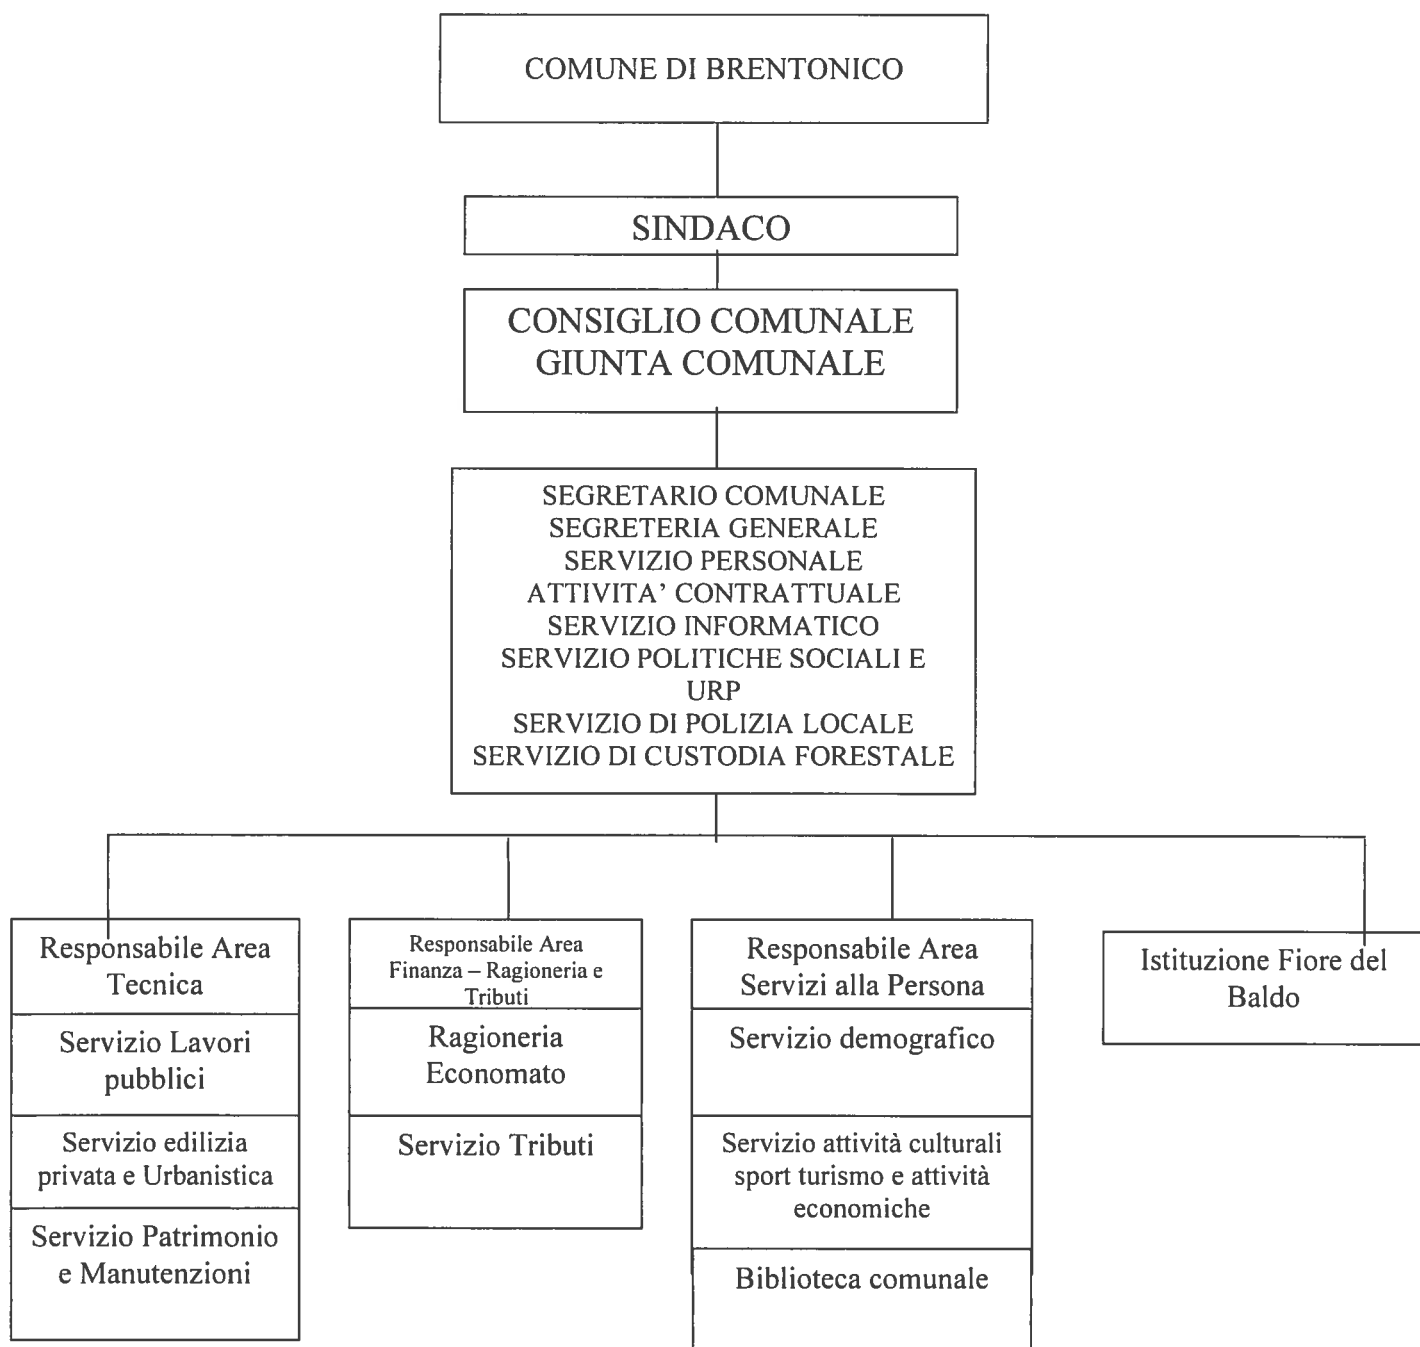 COMUNE DI BRENTONICO
SINDACO
CONSIGLIO COMUNALE
GIUNTA COMUNALE
SEGRETARIO COMUNALE
SEGRETERIA GENERALE
SERVIZIO PERSONALE
ATTIVITA’ CONTRATTUALE
SERVIZIO INFORMATICO
SERVIZIO POLITICHE SOCIALI E
URP
SERVIZIO DI POLIZIA LOCALE
SERVIZIO DI CUSTODIA FORESTALE
Responsabile Area
Tecnica
Servizio Lavori
pubblici
Servizio edilizia
privata e Urbanistica
Servizio Patrimonio
e Manutenzioni
Responsabile Area
Finanza – Ragioneria e
Tributi
Ragioneria
Economato
Servizio Tributi
Responsabile Area
Servizi alla Persona
Servizio demografico
Servizio attività culturali
sport turismo e attività
economiche
Biblioteca comunale
Istituzione Fiore del
Baldo